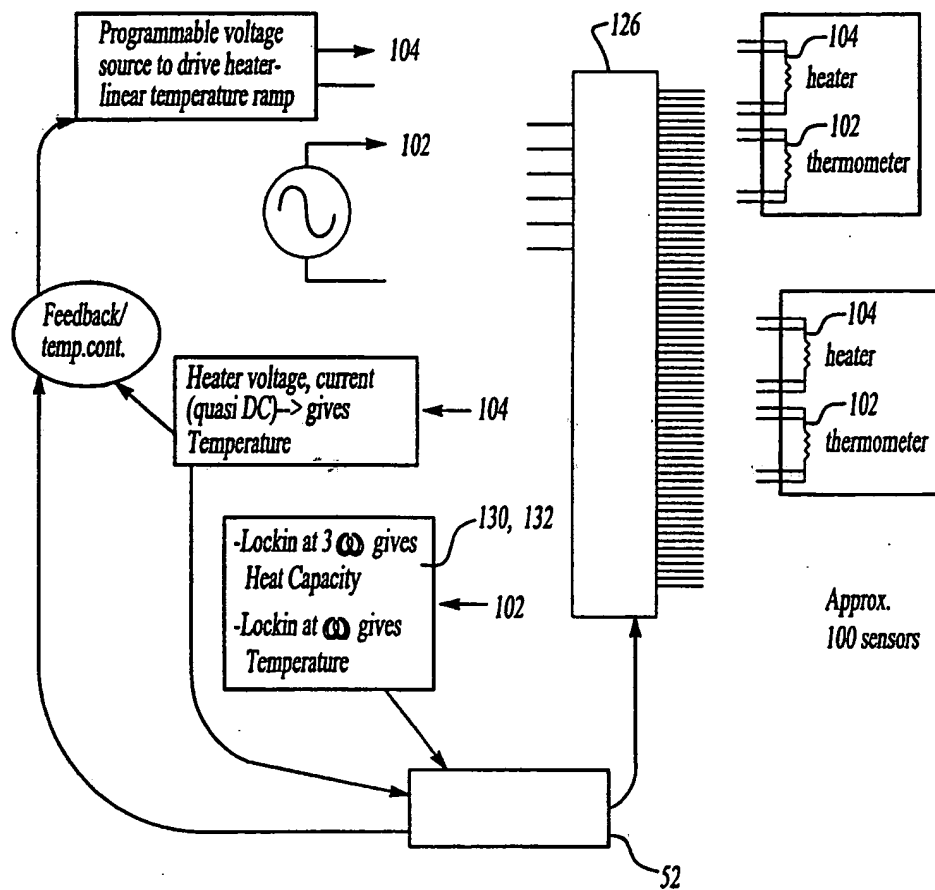 Programmable voltage
source to drive heater-
linear temperature ramp
104
102
126
104
heater
102
thermometer
Feedback/
temp.cont.
Heater voltage, current
(quasi DC)--> gives
Temperature
104
104
heater
102
thermometer
-Lockin at 3 ω gives
Heat Capacity
-Lockin at ω gives
Temperature
130, 132
102
Approx.
100 sensors
52